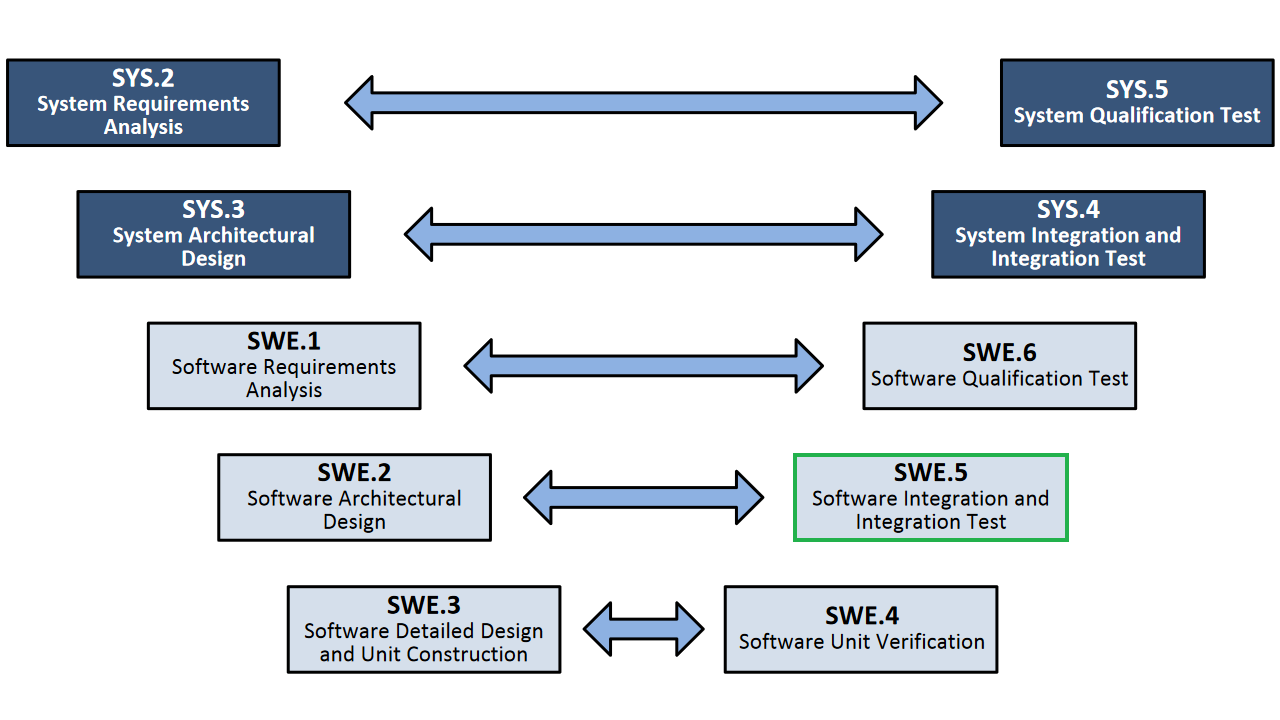 SYS.2
System Requirements
Analysis
SYS.5
System Qualification Test
SYS.3
System Architectural
Design
SYS.4
System Integration and
Integration Test
SWE.1
Software Requirements
Analysis
SWE.6
Software Qualification Test
SWE.2
Software Architectural
Design
SWE.5
Software Integration and
Integration Test
SWE.3
Software Detailed Design
and Unit Construction
SWE.4
Software Unit Verification